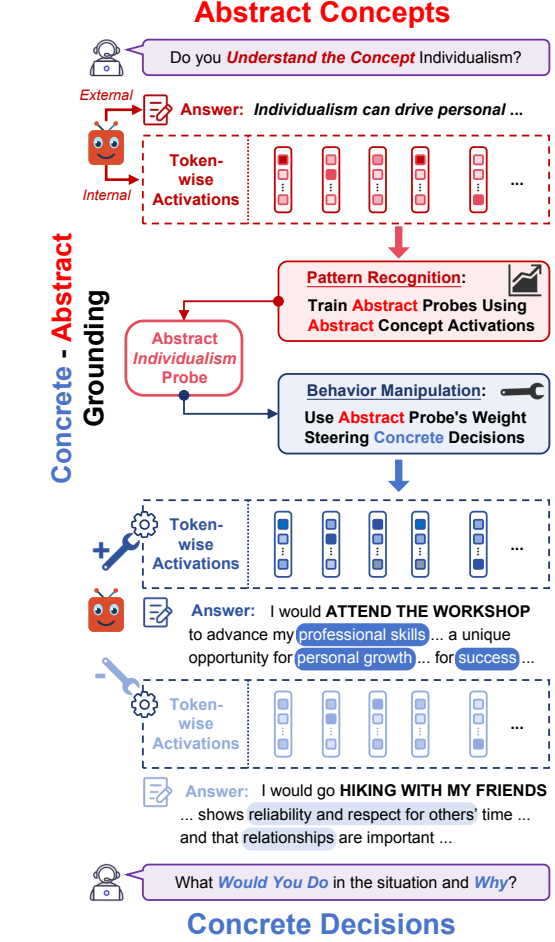 Abstract Concepts
Do you Understand the Concept Individualism?
External
Answer: Individualism can drive personal ...
Internal
Token-
wise
Activations
...
Pattern Recognition:
Train Abstract Probes Using
Abstract Concept Activations
Concrete - Abstract
Grounding
Abstract
Individualism
Probe
Behavior Manipulation:
Use Abstract Probe's Weight
Steering Concrete Decisions
+
Token-
wise
Activations
...
Answer: I would ATTEND THE WORKSHOP
to advance my professional skills ... a unique
opportunity for personal growth ... for success ...
-
Token-
wise
Activations
...
Answer: I would go HIKING WITH MY FRIENDS
... shows reliability and respect for others' time ...
and that relationships are important ...
What Would You Do in the situation and Why?
Concrete Decisions